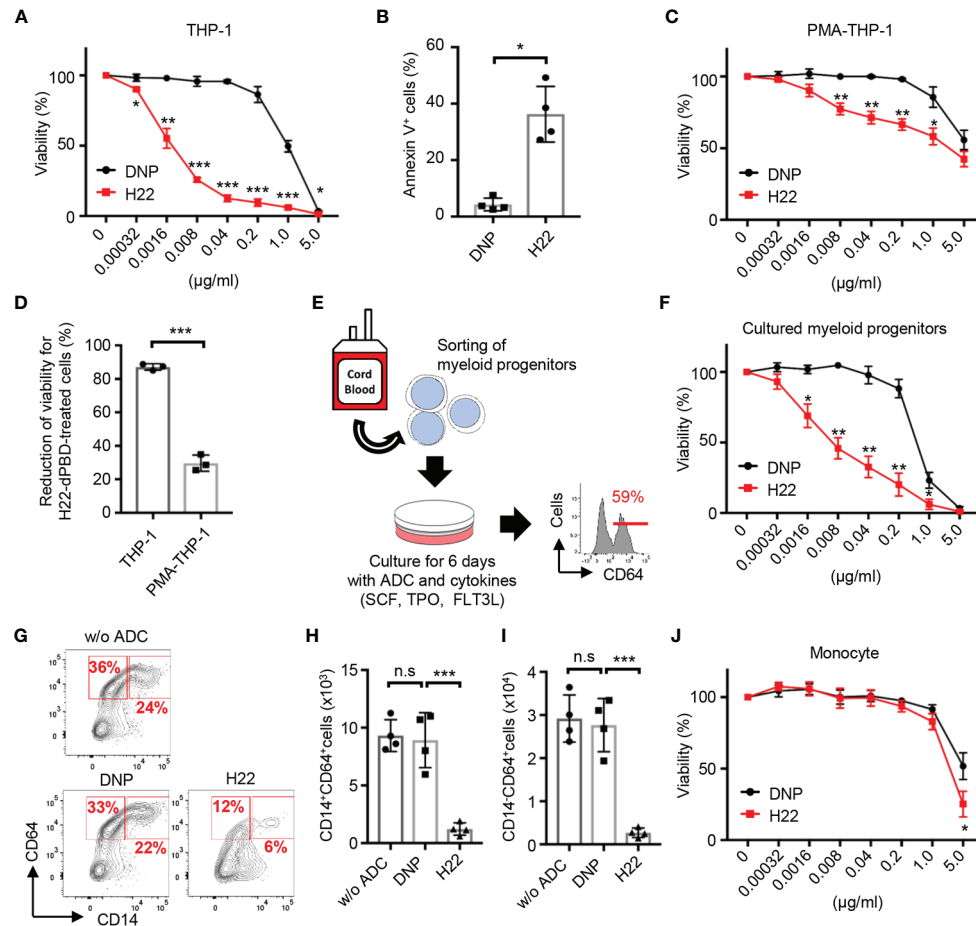 A
THP-1
Viability (%)
100
50
0
DNP
H22
*
**
***
***
***
***
*
0
0.00032
0.0016
0.008
0.04
0.2
1.0
5.0
(µg/ml)
B
Annexin V⁺ cells (%)
60
40
20
0
*
DNP
H22
C
PMA-THP-1
Viability (%)
100
50
0
**
**
**
*
DNP
H22
0
0.00032
0.0016
0.008
0.04
0.2
1.0
5.0
(µg/ml)
D
Reduction of viability for
H22-dPBD-treated cells (%)
100
80
60
40
20
0
***
THP-1
PMA-THP-1
E
Cord
Blood
Sorting of
myeloid progenitors
Culture for 6 days
with ADC and cytokines
(SCF, TPO, FLT3L)
Cells
59%
CD64
F
Cultured myeloid progenitors
Viability (%)
100
50
0
*
**
**
**
*
DNP
H22
0
0.00032
0.0016
0.008
0.04
0.2
1.0
5.0
(µg/ml)
G
w/o ADC
10⁵
10⁴
10³
0
36%
24%
DNP
H22
10⁵
10⁴
10³
0
33%
22%
12%
6%
CD64
CD14
H
CD14⁺CD64⁺cells (x10³)
15
10
5
0
n.s
***
w/o ADC
DNP
H22
I
CD14⁻CD64⁺cells (x10⁴)
4
3
2
1
0
n.s
***
w/o ADC
DNP
H22
J
Monocyte
Viability (%)
100
50
0
DNP
H22
*
0
0.00032
0.0016
0.008
0.04
0.2
1.0
5.0
(µg/ml)